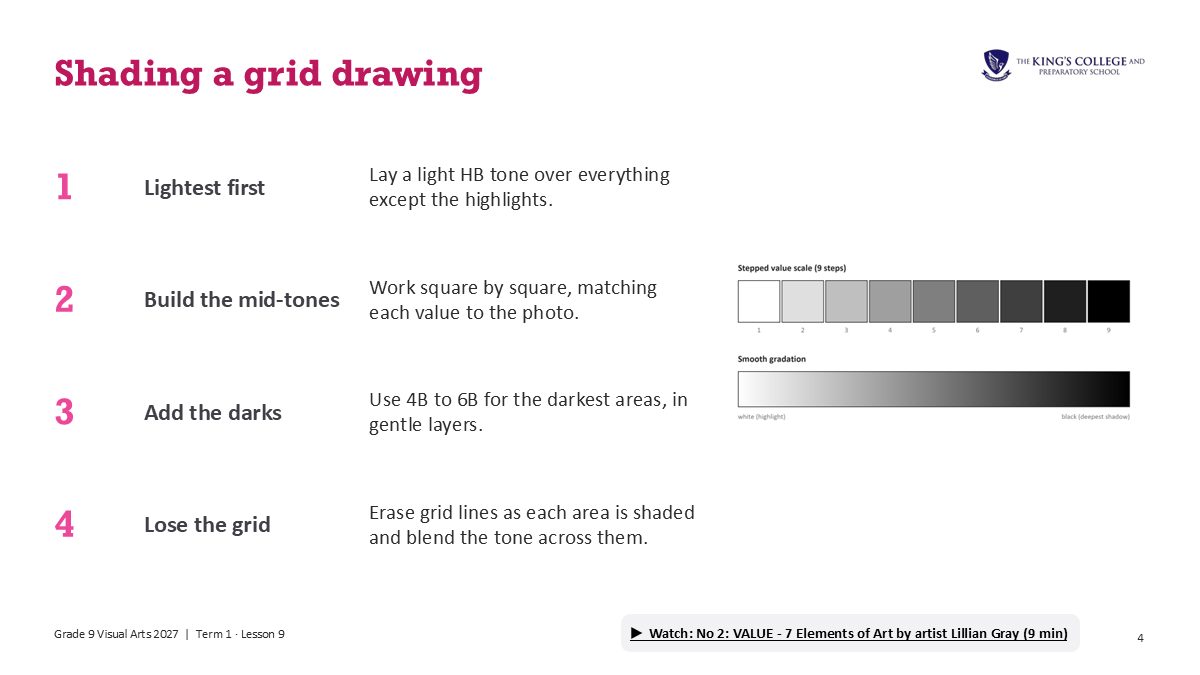 Shading a grid drawing
THE KING'S COLLEGE AND
PREPARATORY SCHOOL
1
Lightest first
Lay a light HB tone over everything
except the highlights.
2
Build the mid-tones
Work square by square, matching
each value to the photo.
3
Add the darks
Use 4B to 6B for the darkest areas, in
gentle layers.
4
Lose the grid
Erase grid lines as each area is shaded
and blend the tone across them.
Stepped value scale (9 steps)
1 2 3 4 5 6 7 8 9
Smooth gradation
white (highlight) black (deepest shadow)
Grade 9 Visual Arts 2027 | Term 1 · Lesson 9
▶ Watch: No 2: VALUE - 7 Elements of Art by artist Lillian Gray (9 min)
4